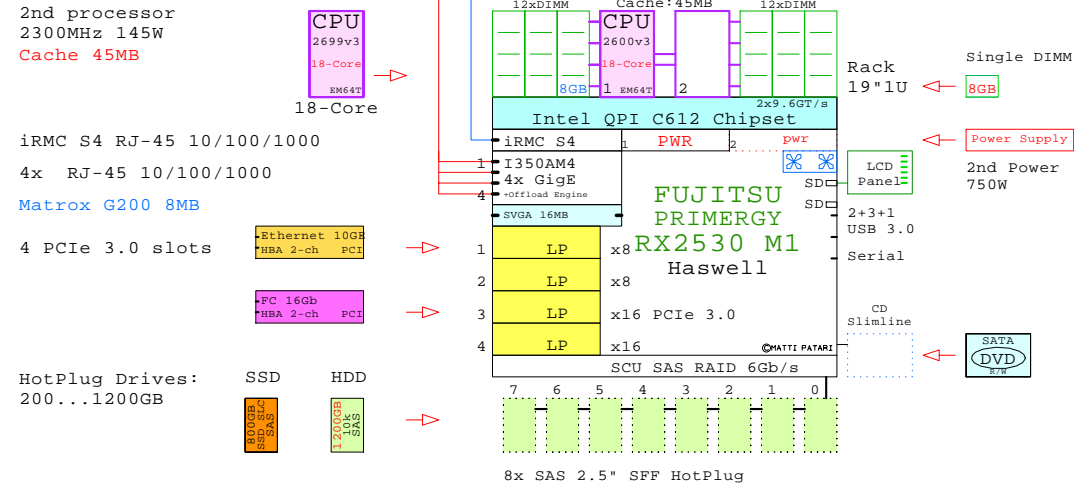 12xDIMM
Cache:45MB
12xDIMM
2nd processor
2300MHz 145W
Cache 45MB
CPU
2699v3
18-Core
EM64T
18-Core
CPU
2600v3
18-Core
1 EM64T
2
8GB
Rack
19"1U
Single DIMM
8GB
2x9.6GT/s
Intel QPI C612 Chipset
iRMC S4 RJ-45 10/100/1000
iRMC S4
1 PWR
2 pwr
Power Supply
2nd Power
750W
4x RJ-45 10/100/1000
1 I350AM4
4x GigE
4 +Offload Engine
LCD
Panel
SD
SD
Matrox G200 8MB
SVGA 16MB
FUJITSU
PRIMERGY
RX2530 M1
Haswell
2+3+1
USB 3.0
Serial
4 PCIe 3.0 slots
Ethernet 10GE
HBA 2-ch PCI
1 LP x8
2 LP x8
FC 16Gb
HBA 2-ch PCI
3 LP x16 PCIe 3.0
4 LP x16
©MATTI PATARI
CD
Slimline
SATA
DVD
R/W
SCU SAS RAID 6Gb/s
HotPlug Drives:
200...1200GB
SSD
HDD
800GB
SSD SLC
SAS
1200GB
10k
SAS
7 6 5 4 3 2 1 0
8x SAS 2.5" SFF HotPlug